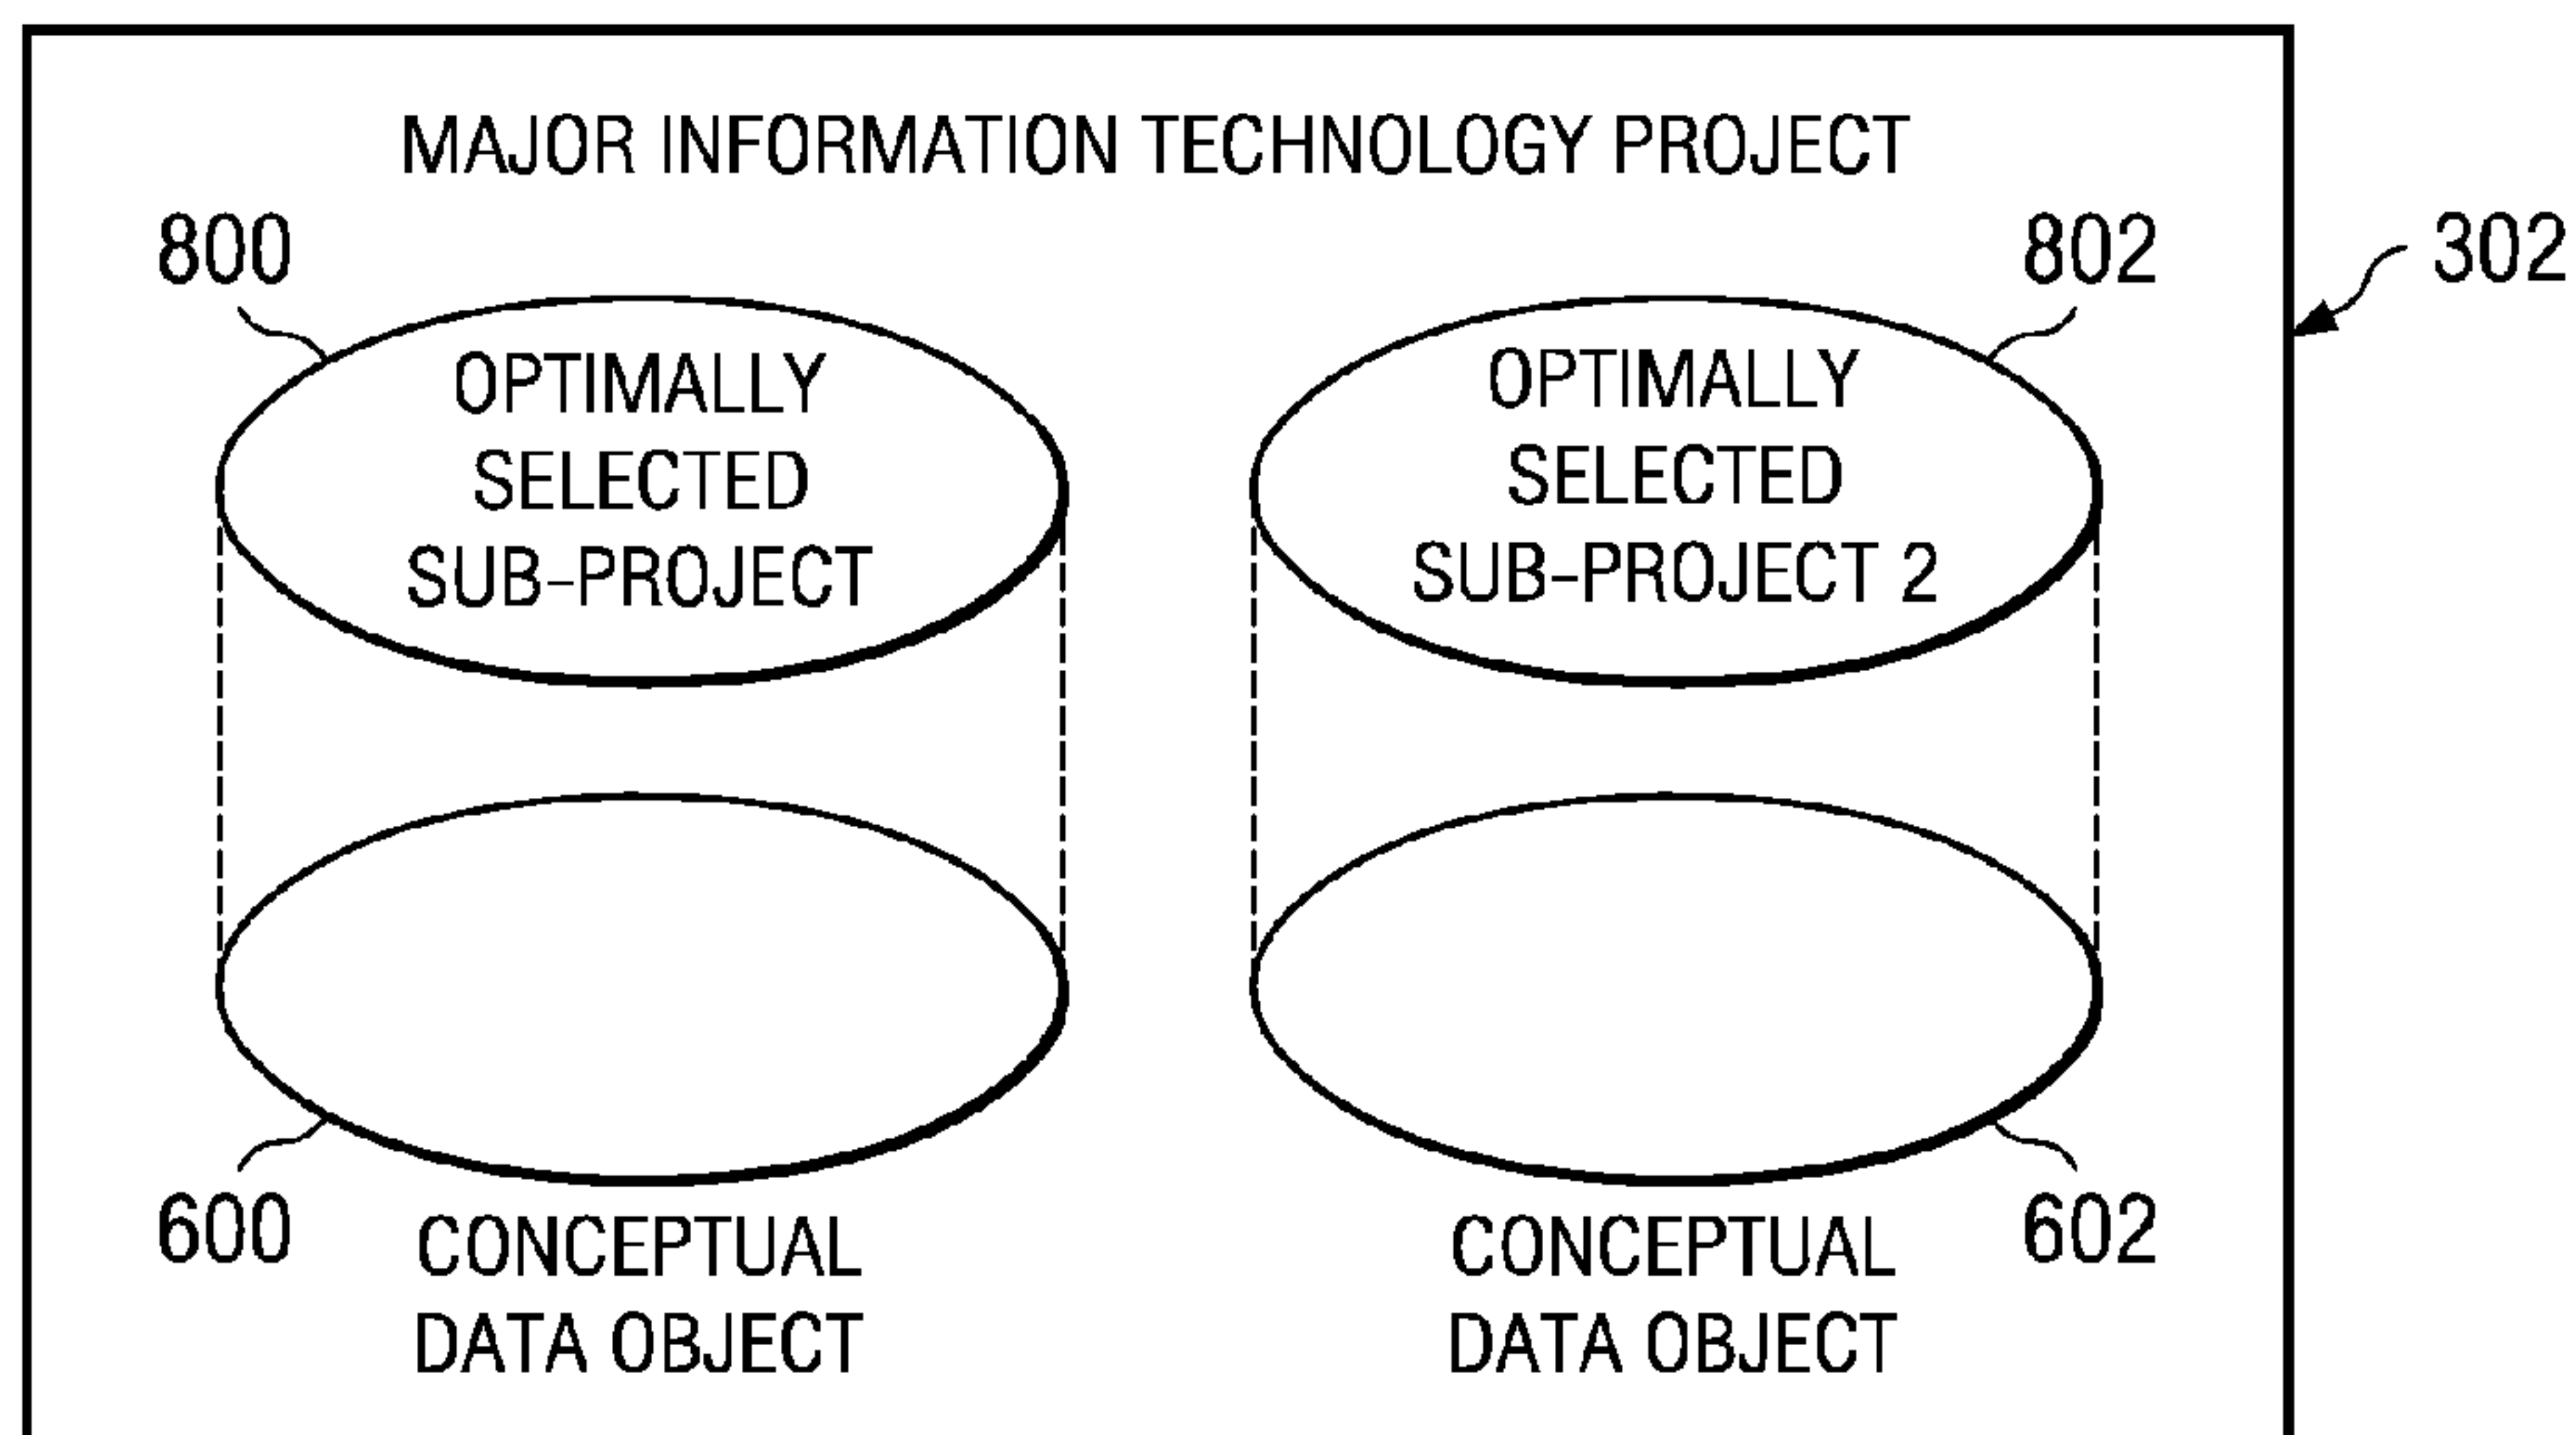 MAJOR INFORMATION TECHNOLOGY PROJECT
800
802
302
OPTIMALLY
SELECTED
SUB-PROJECT
OPTIMALLY
SELECTED
SUB-PROJECT 2
600
602
CONCEPTUAL
DATA OBJECT
CONCEPTUAL
DATA OBJECT